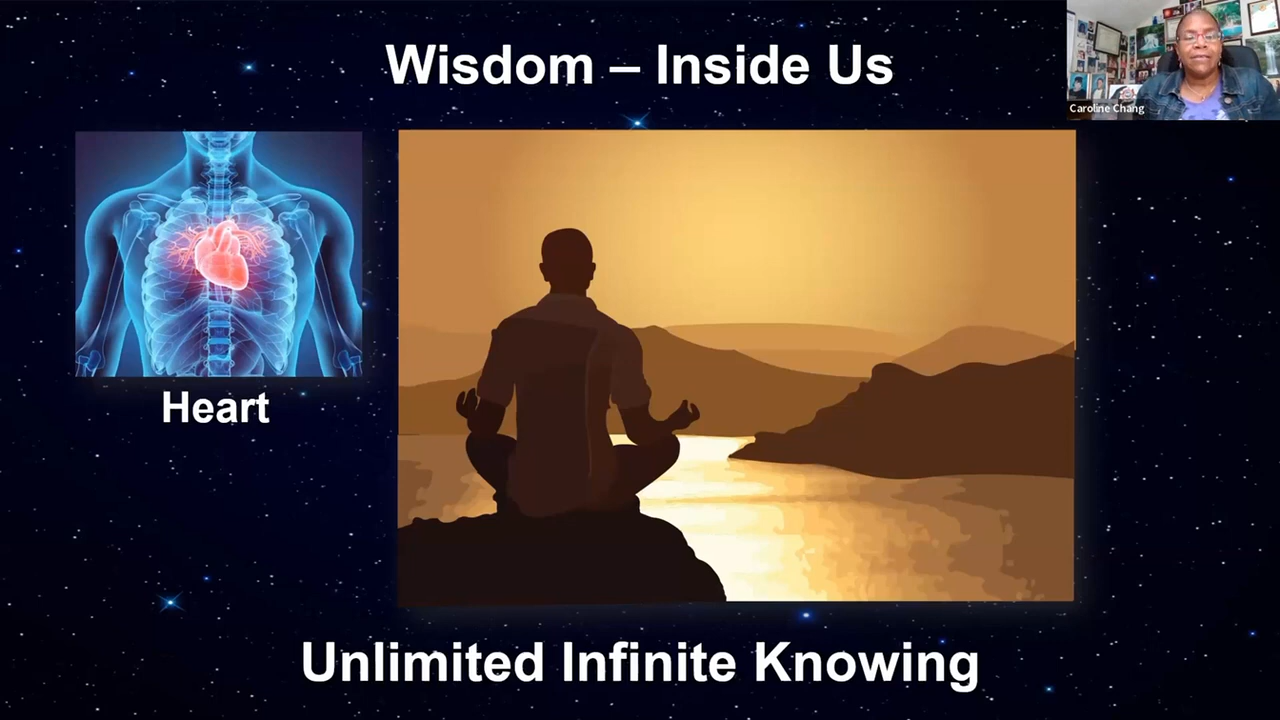 Wisdom – Inside Us
Caroline Chang
Heart
Unlimited Infinite Knowing